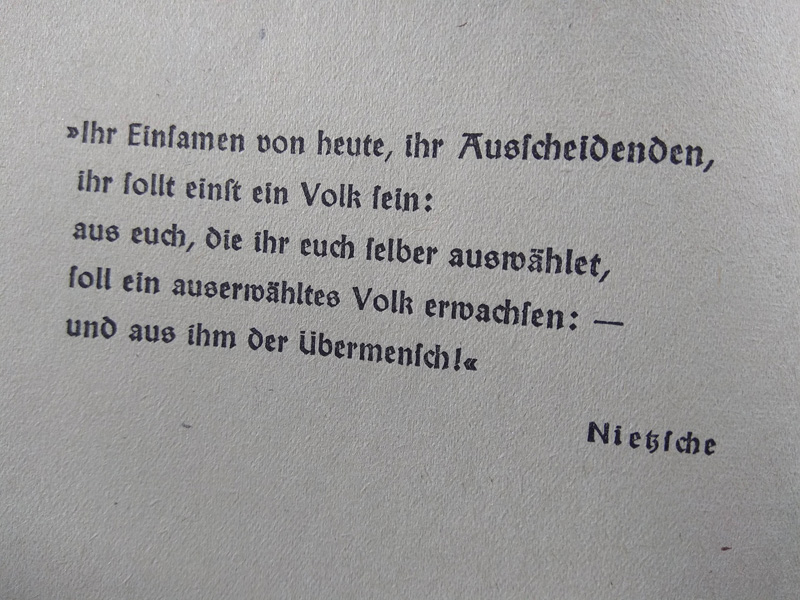 »Ihr Einſamen von heute, ihr Ausſcheidenden,
ihr ſollt einſt ein Volk ſein:
aus euch, die ihr euch ſelber auswählet,
ſoll ein auserwähltes Volk erwachſen: —
und aus ihm der Übermenſch!«
Nietzſche